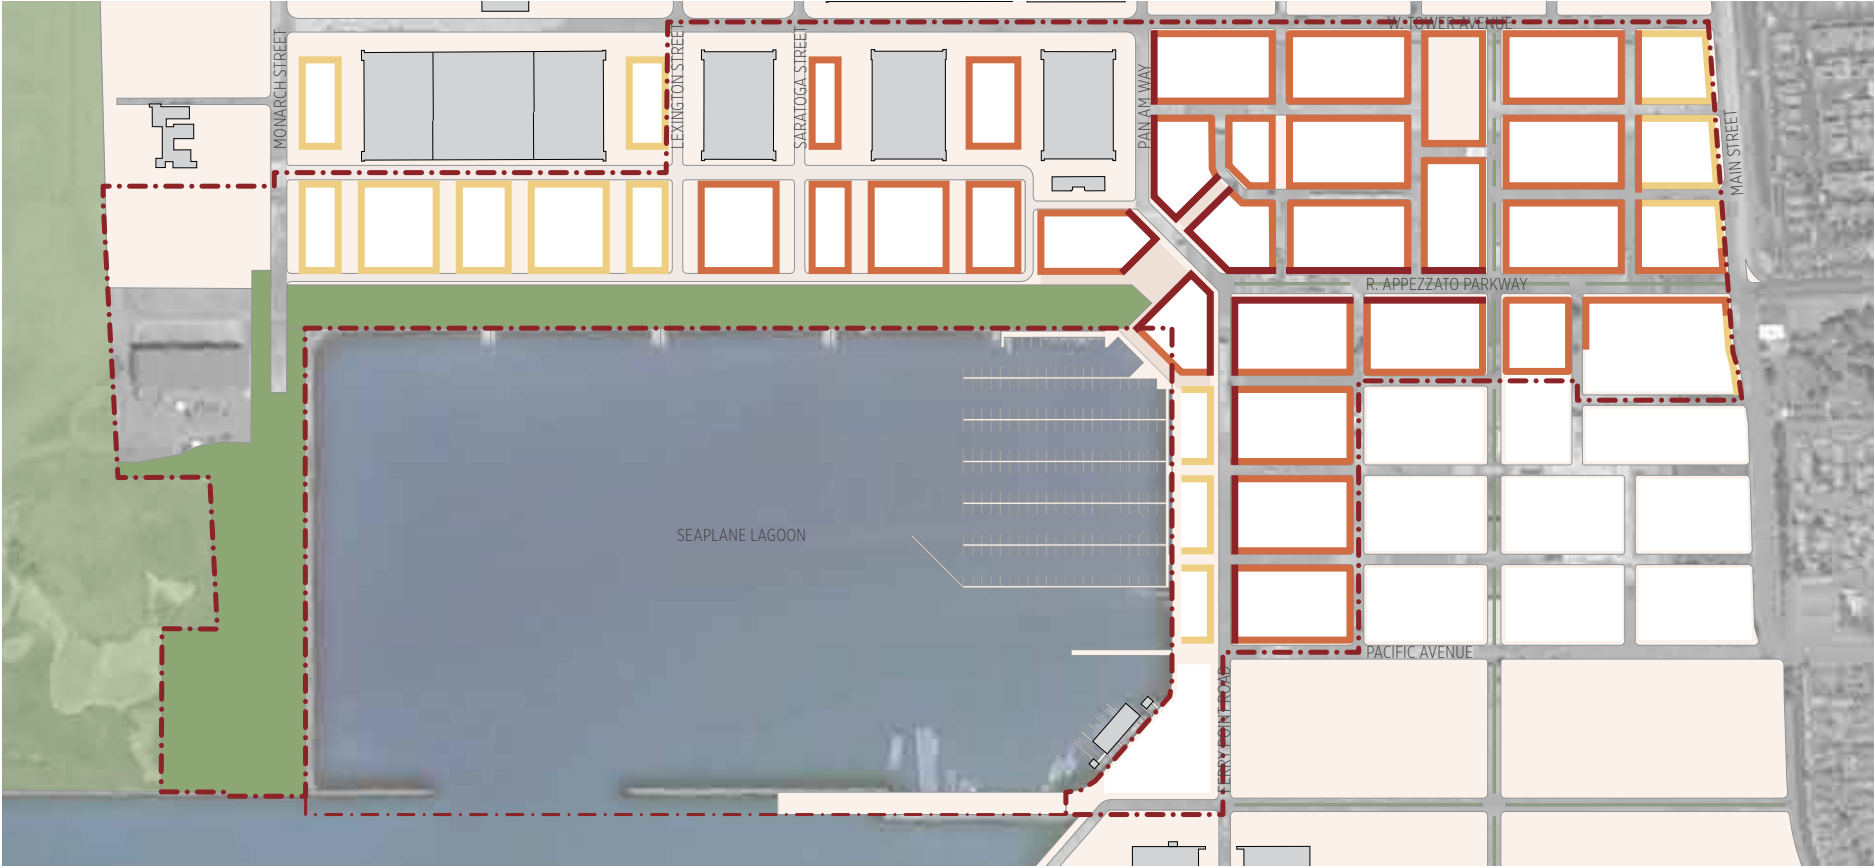 W. TOWER AVENUE
MONARCH STREET
LEXINGTON STREET
SARATOGA STREET
PAN AM WAY
MAIN STREET
R. APPEZZATO PARKWAY
SEAPLANE LAGOON
PACIFIC AVENUE
FERRY POINT ROAD